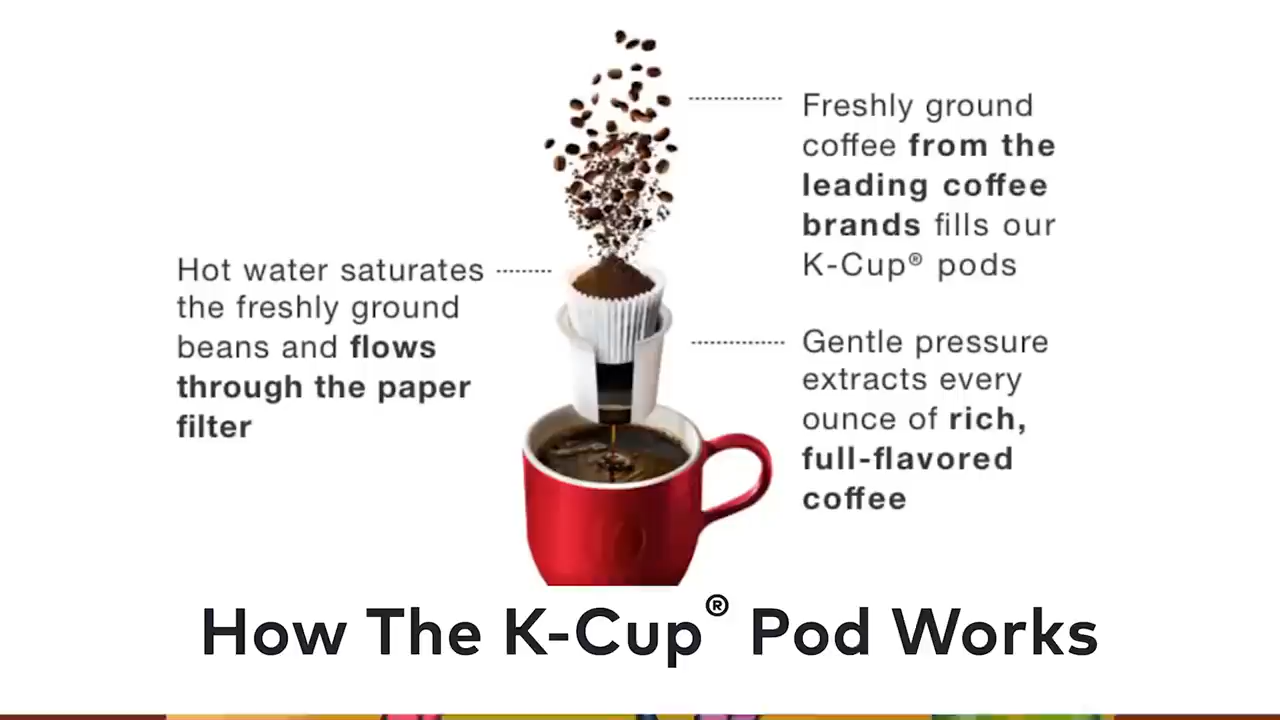 Freshly ground
coffee from the
leading coffee
brands fills our
K-Cup® pods
Hot water saturates
the freshly ground
beans and flows
through the paper
filter
Gentle pressure
extracts every
ounce of rich,
full-flavored
coffee
How The K-Cup® Pod Works